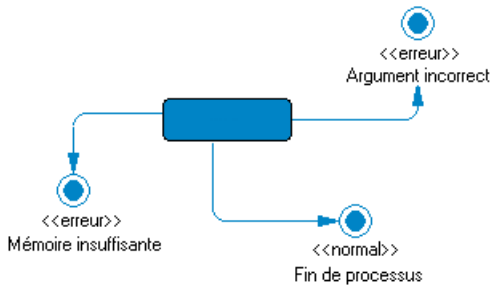 <<erreur>>
Argument incorrect
<<erreur>>
Mémoire insuffisante
<<normal>>
Fin de processus